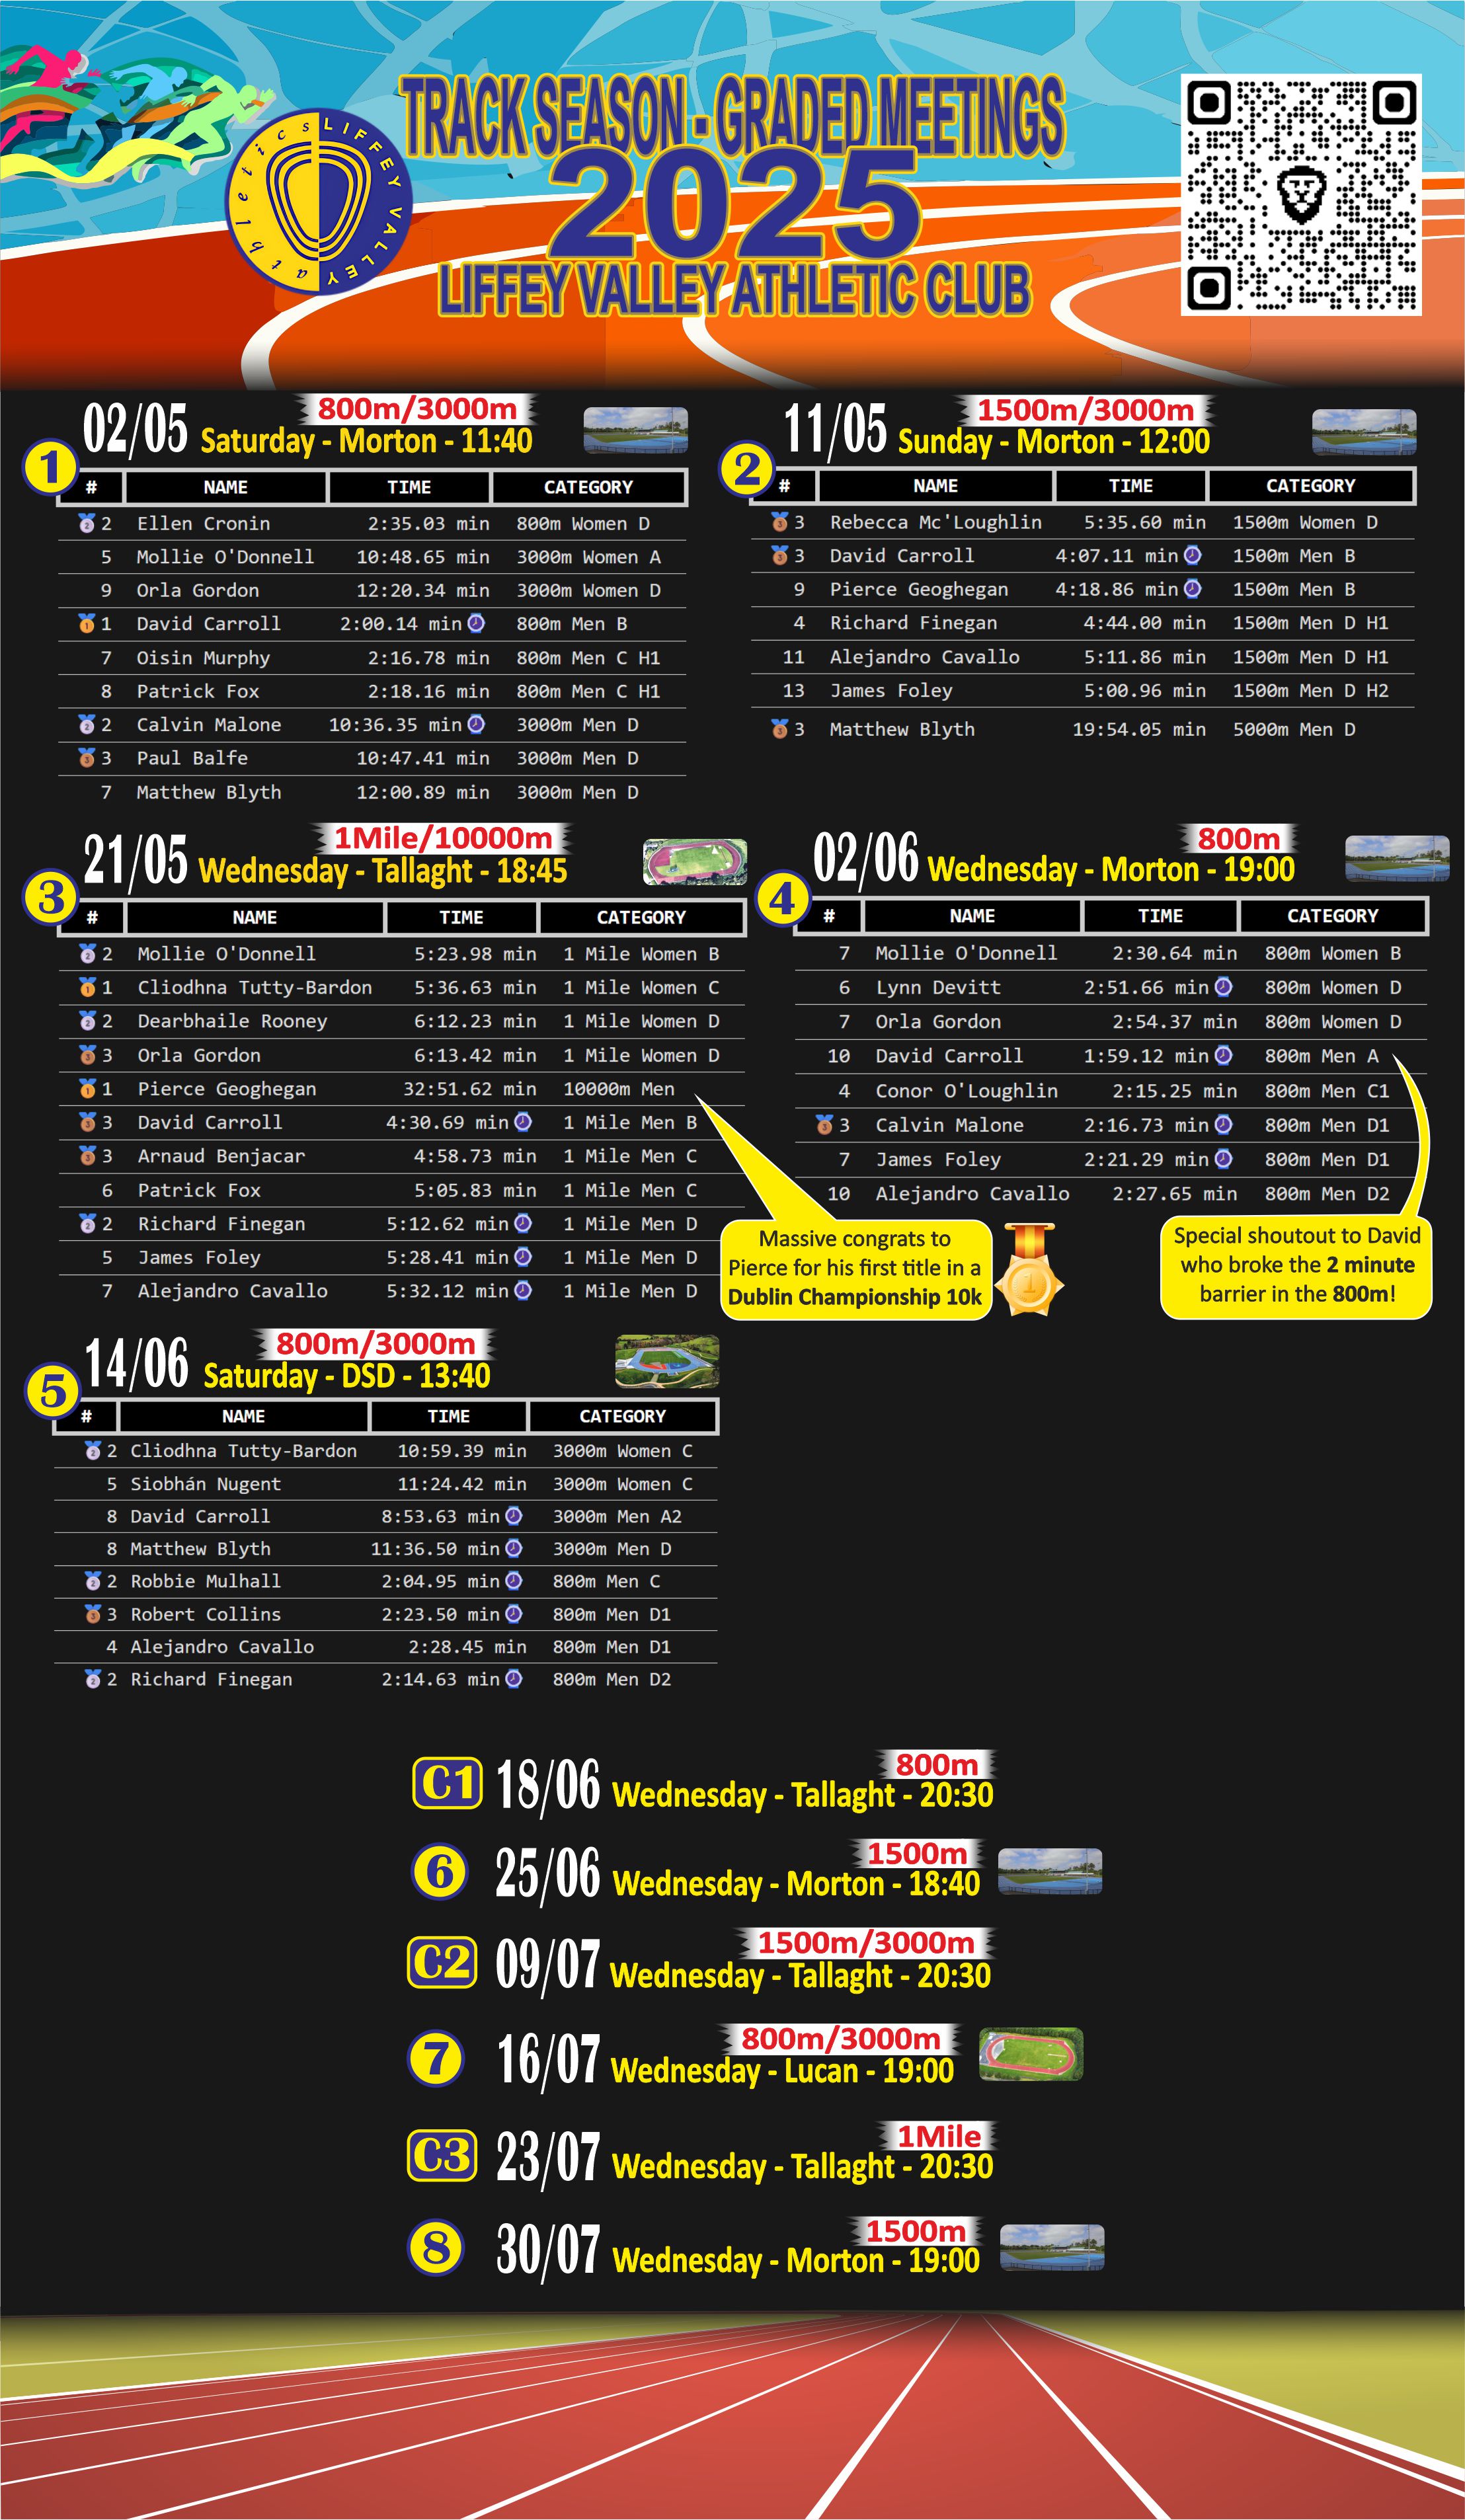 TRACK SEASON - GRADED MEETINGS
2025
LIFFEY VALLEY ATHLETIC CLUB
LIFFEY VALLEY athletics
1
02/05
800m/3000m
Saturday - Morton - 11:40
# NAME TIME CATEGORY
2 Ellen Cronin 2:35.03 min 800m Women D
5 Mollie O'Donnell 10:48.65 min 3000m Women A
9 Orla Gordon 12:20.34 min 3000m Women D
1 David Carroll 2:00.14 min 800m Men B
7 Oisin Murphy 2:16.78 min 800m Men C H1
8 Patrick Fox 2:18.16 min 800m Men C H1
2 Calvin Malone 10:36.35 min 3000m Men D
3 Paul Balfe 10:47.41 min 3000m Men D
7 Matthew Blyth 12:00.89 min 3000m Men D
2
11/05
1500m/3000m
Sunday - Morton - 12:00
# NAME TIME CATEGORY
3 Rebecca Mc'Loughlin 5:35.60 min 1500m Women D
3 David Carroll 4:07.11 min 1500m Men B
9 Pierce Geoghegan 4:18.86 min 1500m Men B
4 Richard Finegan 4:44.00 min 1500m Men D H1
11 Alejandro Cavallo 5:11.86 min 1500m Men D H1
13 James Foley 5:00.96 min 1500m Men D H2
3 Matthew Blyth 19:54.05 min 5000m Men D
3
21/05
1Mile/10000m
Wednesday - Tallaght - 18:45
# NAME TIME CATEGORY
2 Mollie O'Donnell 5:23.98 min 1 Mile Women B
1 Cliodhna Tutty-Bardon 5:36.63 min 1 Mile Women C
2 Dearbhaile Rooney 6:12.23 min 1 Mile Women D
3 Orla Gordon 6:13.42 min 1 Mile Women D
1 Pierce Geoghegan 32:51.62 min 10000m Men
3 David Carroll 4:30.69 min 1 Mile Men B
3 Arnaud Benjacar 4:58.73 min 1 Mile Men C
6 Patrick Fox 5:05.83 min 1 Mile Men C
2 Richard Finegan 5:12.62 min 1 Mile Men D
5 James Foley 5:28.41 min 1 Mile Men D
7 Alejandro Cavallo 5:32.12 min 1 Mile Men D
Massive congrats to
Pierce for his first title in a
Dublin Championship 10k
1
4
02/06
800m
Wednesday - Morton - 19:00
# NAME TIME CATEGORY
7 Mollie O'Donnell 2:30.64 min 800m Women B
6 Lynn Devitt 2:51.66 min 800m Women D
7 Orla Gordon 2:54.37 min 800m Women D
10 David Carroll 1:59.12 min 800m Men A
4 Conor O'Loughlin 2:15.25 min 800m Men C1
3 Calvin Malone 2:16.73 min 800m Men D1
7 James Foley 2:21.29 min 800m Men D1
10 Alejandro Cavallo 2:27.65 min 800m Men D2
Special shoutout to David
who broke the 2 minute
barrier in the 800m!
5
14/06
800m/3000m
Saturday - DSD - 13:40
# NAME TIME CATEGORY
2 Cliodhna Tutty-Bardon 10:59.39 min 3000m Women C
5 Siobhán Nugent 11:24.42 min 3000m Women C
8 David Carroll 8:53.63 min 3000m Men A2
8 Matthew Blyth 11:36.50 min 3000m Men D
2 Robbie Mulhall 2:04.95 min 800m Men C
3 Robert Collins 2:23.50 min 800m Men D1
4 Alejandro Cavallo 2:28.45 min 800m Men D1
2 Richard Finegan 2:14.63 min 800m Men D2
800m
C1 18/06 Wednesday - Tallaght - 20:30
1500m
6 25/06 Wednesday - Morton - 18:40
1500m/3000m
C2 09/07 Wednesday - Tallaght - 20:30
800m/3000m
7 16/07 Wednesday - Lucan - 19:00
1Mile
C3 23/07 Wednesday - Tallaght - 20:30
1500m
8 30/07 Wednesday - Morton - 19:00